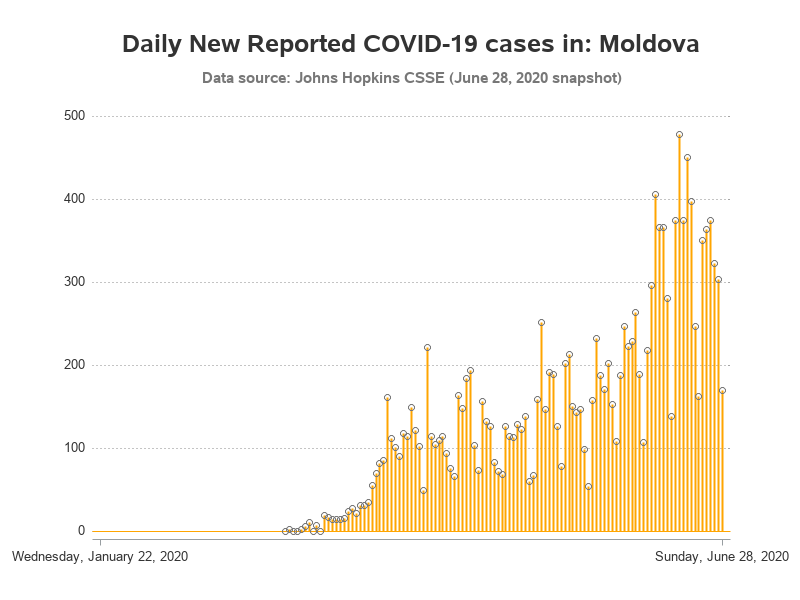 Daily New Reported COVID-19 cases in: Moldova
Data source: Johns Hopkins CSSE (June 28, 2020 snapshot)
500
400
300
200
100
0
Wednesday, January 22, 2020
Sunday, June 28, 2020